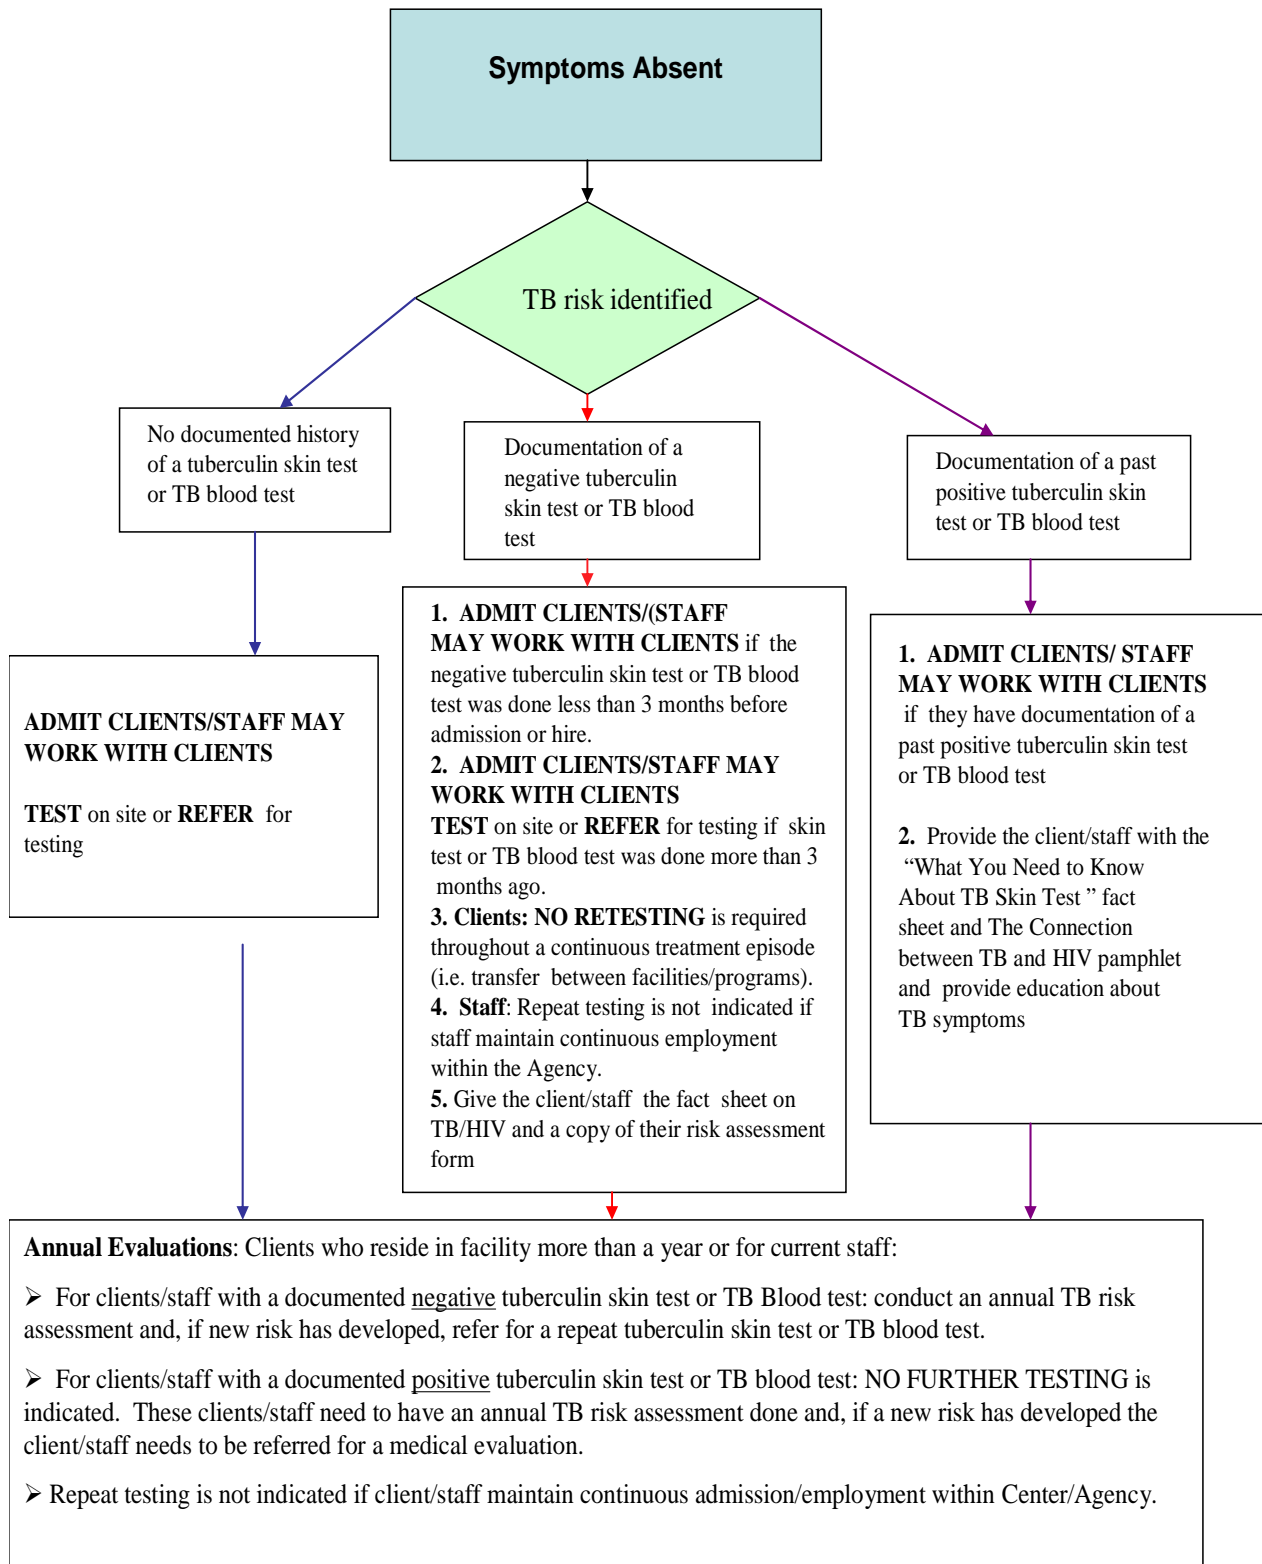 Symptoms Absent
TB risk identified
No documented history
of a tuberculin skin test
or TB blood test
Documentation of a
negative tuberculin
skin test or TB blood
test
Documentation of a past
positive tuberculin skin
test or TB blood test
ADMIT CLIENTS/STAFF MAY
WORK WITH CLIENTS
TEST on site or REFER for
testing
1. ADMIT CLIENTS/(STAFF
MAY WORK WITH CLIENTS if the
negative tuberculin skin test or TB blood
test was done less than 3 months before
admission or hire.
2. ADMIT CLIENTS/STAFF MAY
WORK WITH CLIENTS
TEST on site or REFER for testing if skin
test or TB blood test was done more than 3
months ago.
3. Clients: NO RETESTING is required
throughout a continuous treatment episode
(i.e. transfer between facilities/programs).
4. Staff: Repeat testing is not indicated if
staff maintain continuous employment
within the Agency.
5. Give the client/staff the fact sheet on
TB/HIV and a copy of their risk assessment
form
1. ADMIT CLIENTS/ STAFF
MAY WORK WITH CLIENTS
if they have documentation of a
past positive tuberculin skin test
or TB blood test
2. Provide the client/staff with the
“What You Need to Know
About TB Skin Test ” fact
sheet and The Connection
between TB and HIV pamphlet
and provide education about
TB symptoms
Annual Evaluations: Clients who reside in facility more than a year or for current staff:
➢ For clients/staff with a documented negative tuberculin skin test or TB Blood test: conduct an annual TB risk
assessment and, if new risk has developed, refer for a repeat tuberculin skin test or TB blood test.
➢ For clients/staff with a documented positive tuberculin skin test or TB blood test: NO FURTHER TESTING is
indicated. These clients/staff need to have an annual TB risk assessment done and, if a new risk has developed the
client/staff needs to be referred for a medical evaluation.
➢ Repeat testing is not indicated if client/staff maintain continuous admission/employment within Center/Agency.